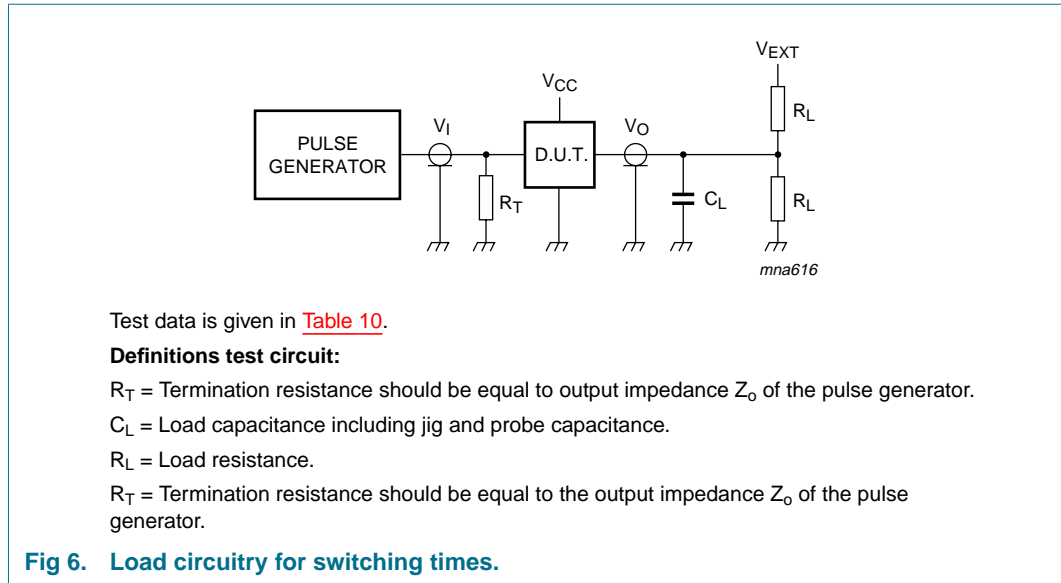 VEXT
VCC
RL
VI
VO
PULSE
GENERATOR
D.U.T.
RT
CL
RL
mna616
Test data is given in Table 10.
Definitions test circuit:
RT = Termination resistance should be equal to output impedance Zo of the pulse generator.
CL = Load capacitance including jig and probe capacitance.
RL = Load resistance.
RT = Termination resistance should be equal to the output impedance Zo of the pulse
generator.
Fig 6. Load circuitry for switching times.